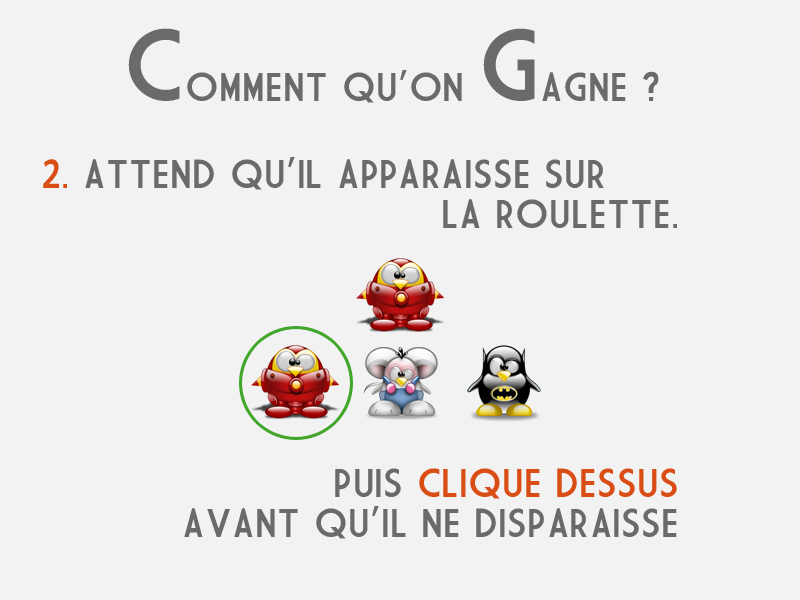 Comment qu'on Gagne ?
2. ATTEND QU'IL APPARAISSE SUR
LA ROULETTE.
PUIS CLIQUE DESSUS
AVANT QU'IL NE DISPARAISSE